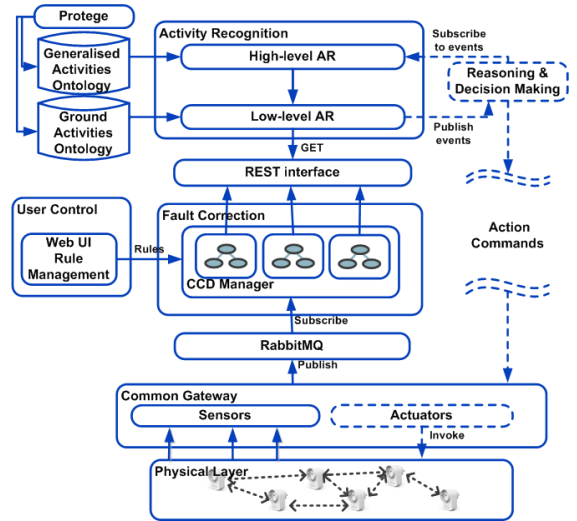 Protege
Generalised
Activities
Ontology
Ground
Activities
Ontology
Activity Recognition
High-level AR
Low-level AR
Subscribe
to events
Reasoning &
Decision Making
Publish
events
GET
REST interface
User Control
Web UI
Rule
Management
Rules
Fault Correction
CCD Manager
Action
Commands
Subscribe
RabbitMQ
Publish
Common Gateway
Sensors
Actuators
Invoke
Physical Layer